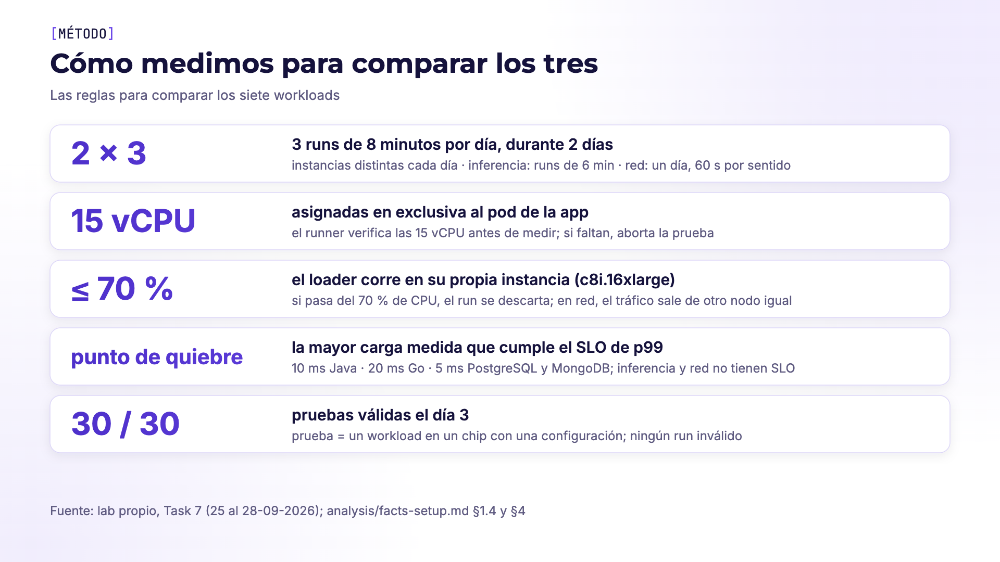 [MÉTODO]
Cómo medimos para comparar los tres
Las reglas para comparar los siete workloads
2 × 3
3 runs de 8 minutos por día, durante 2 días
instancias distintas cada día · inferencia: runs de 6 min · red: un día, 60 s por sentido
15 vCPU
asignadas en exclusiva al pod de la app
el runner verifica las 15 vCPU antes de medir; si faltan, aborta la prueba
≤ 70 %
el loader corre en su propia instancia (c8i.16xlarge)
si pasa del 70 % de CPU, el run se descarta; en red, el tráfico sale de otro nodo igual
punto de quiebre
la mayor carga medida que cumple el SLO de p99
10 ms Java · 20 ms Go · 5 ms PostgreSQL y MongoDB; inferencia y red no tienen SLO
30 / 30
pruebas válidas el día 3
prueba = un workload en un chip con una configuración; ningún run inválido
Fuente: lab propio, Task 7 (25 al 28-09-2026); analysis/facts-setup.md §1.4 y §4